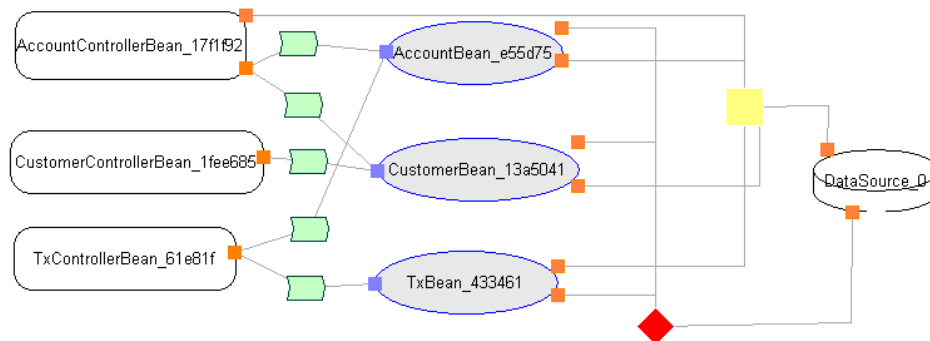 AccountControllerBean_17f1f92
AccountBean_e55d75
CustomerControllerBean_1fee685
CustomerBean_13a5041
DataSource_0
TxControllerBean_61e81f
TxBean_433461